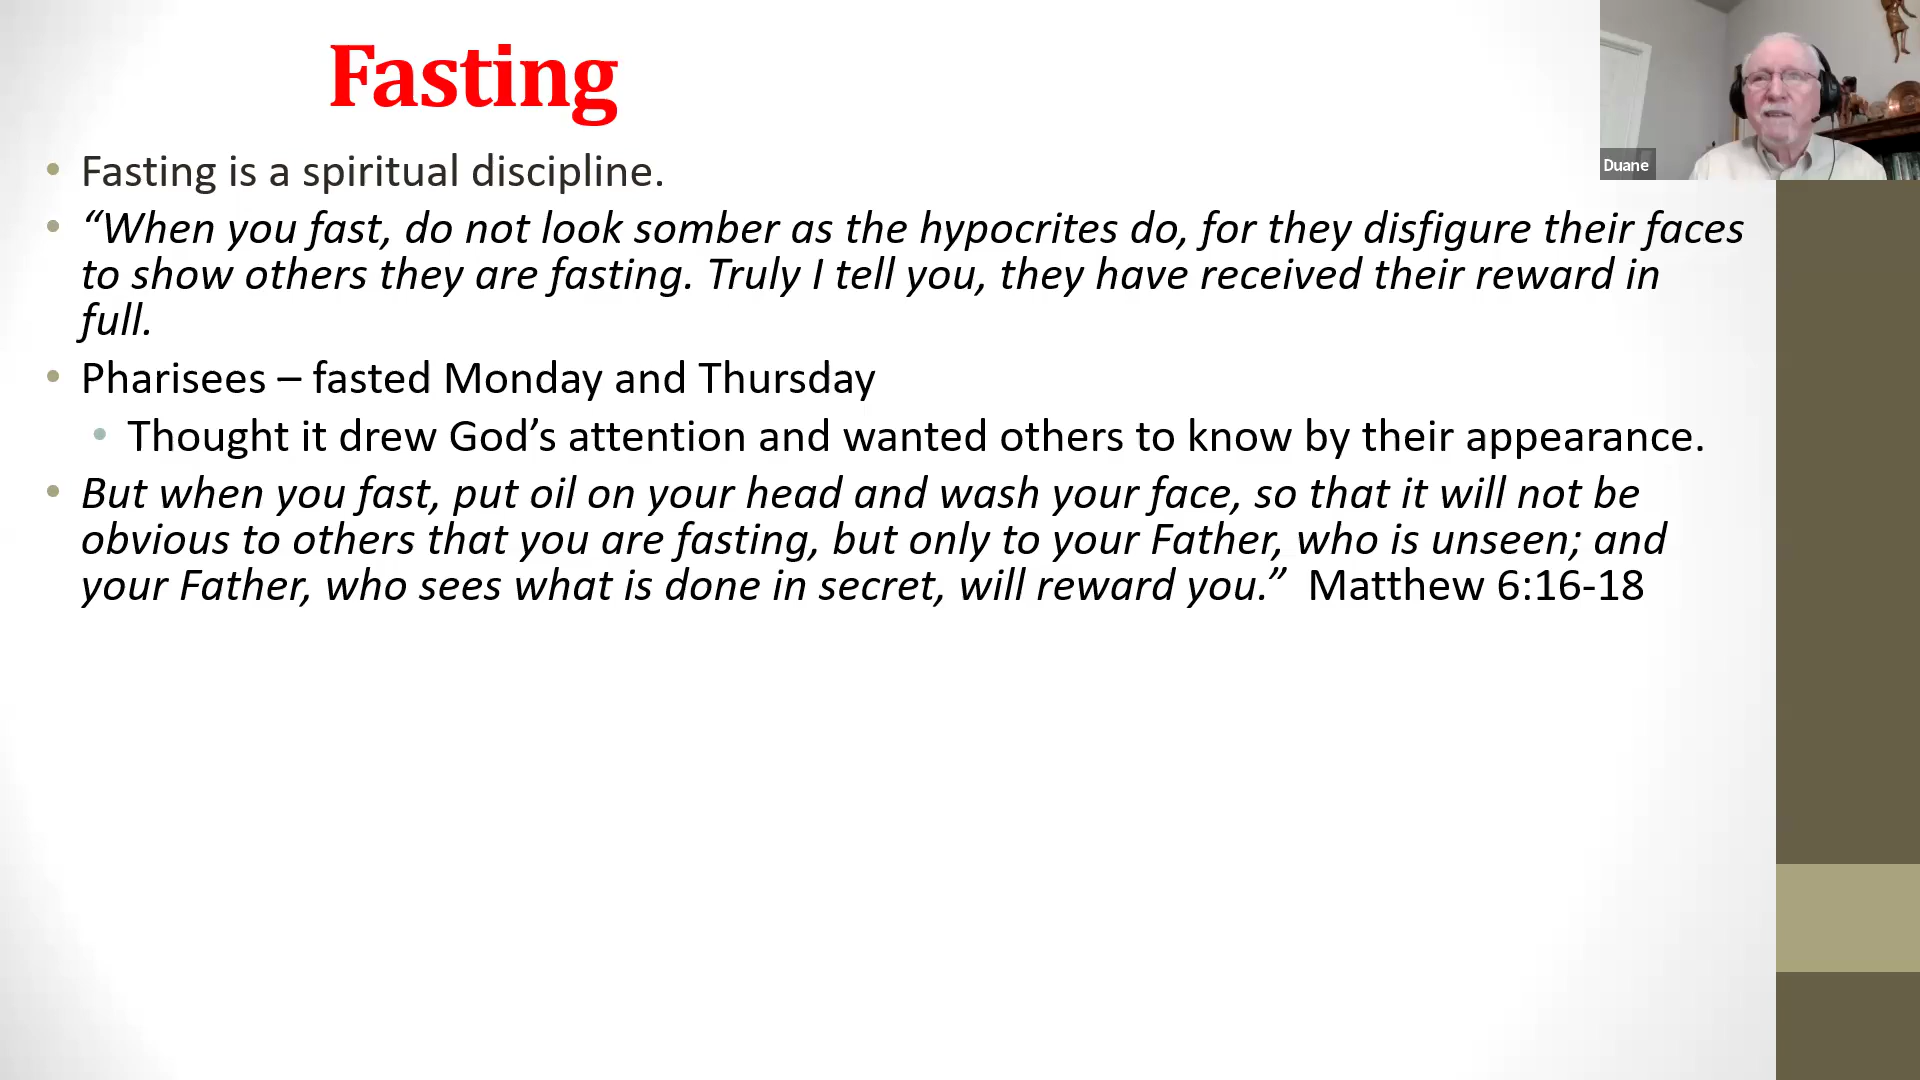 Fasting
Duane
• Fasting is a spiritual discipline.
• “When you fast, do not look somber as the hypocrites do, for they disfigure their faces
to show others they are fasting. Truly I tell you, they have received their reward in
full.
• Pharisees – fasted Monday and Thursday
• Thought it drew God’s attention and wanted others to know by their appearance.
• But when you fast, put oil on your head and wash your face, so that it will not be
obvious to others that you are fasting, but only to your Father, who is unseen; and
your Father, who sees what is done in secret, will reward you.” Matthew 6:16-18